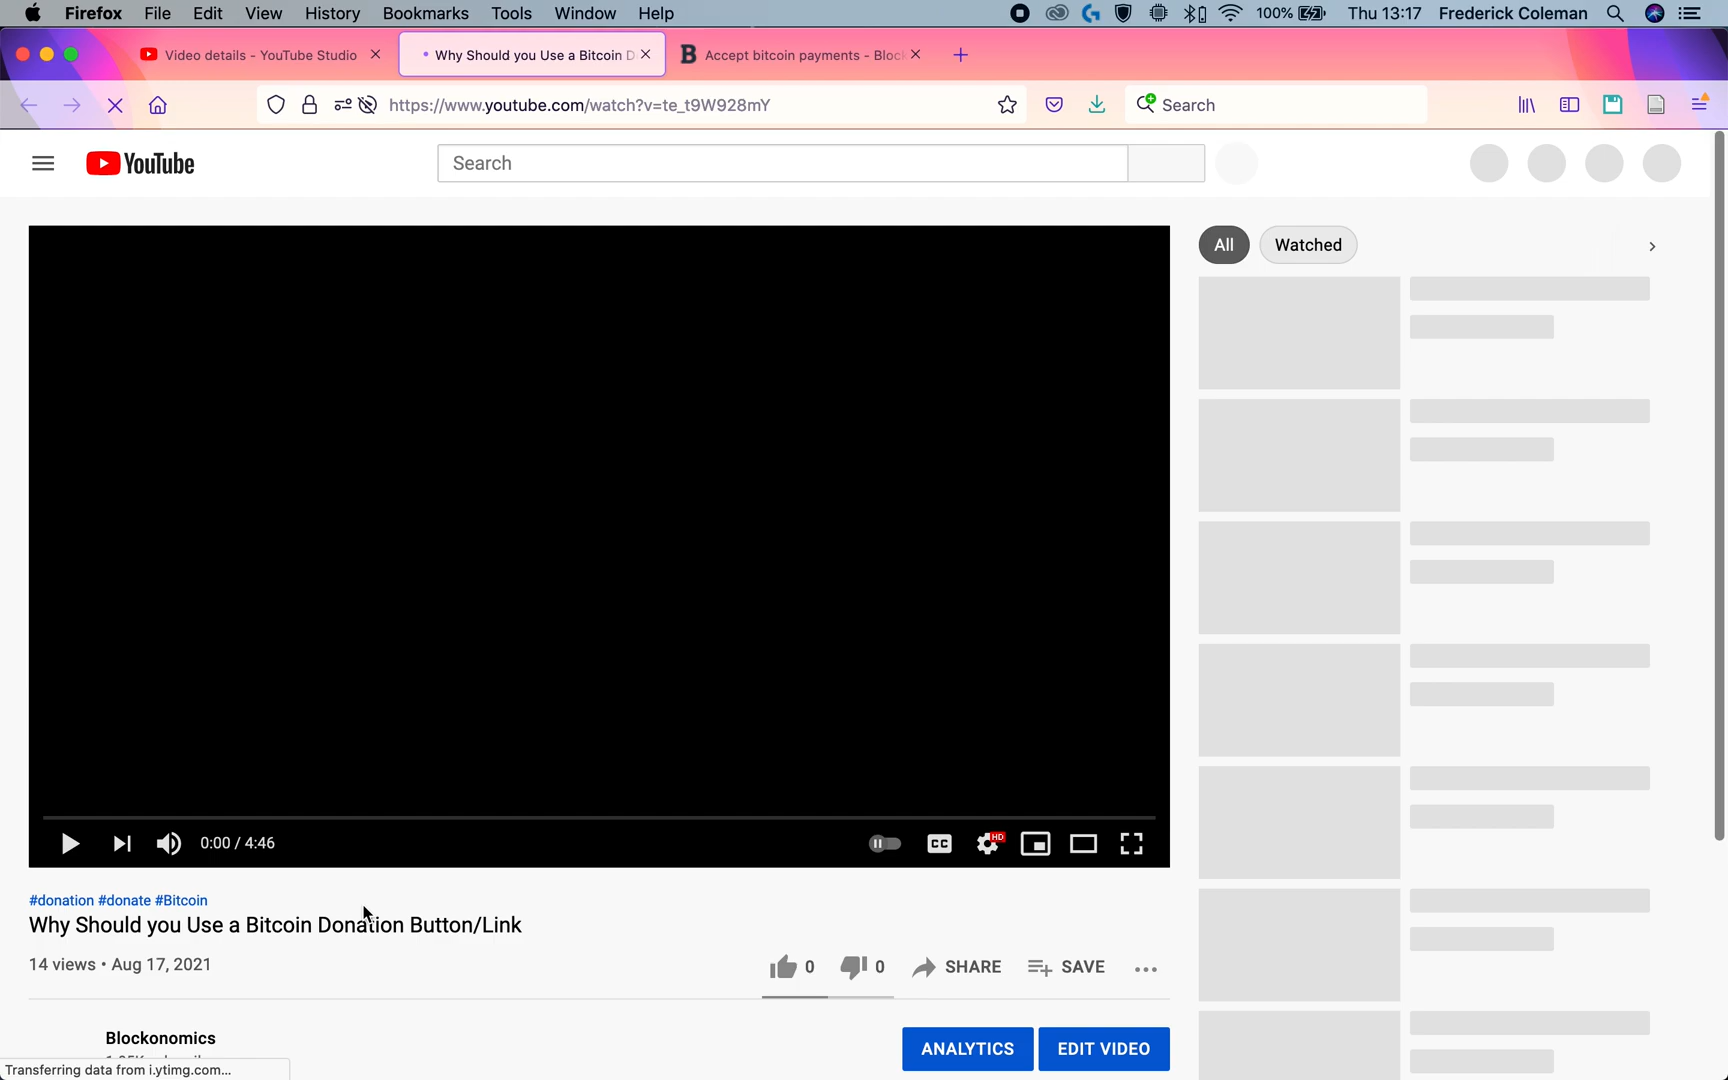 Firefox File Edit View History Bookmarks Tools Window Help 100% Thu 13:17 Frederick Coleman
Video details - YouTube Studio Why Should you Use a Bitcoin D Accept bitcoin payments - Block
https://www.youtube.com/watch?v=te_t9W928mY Search
YouTube Search
All Watched
CC HD
0:00 / 4:46
#donation #donate #Bitcoin
Why Should you Use a Bitcoin Donation Button/Link
14 views • Aug 17, 2021
0 0 SHARE SAVE
Blockonomics
ANALYTICS EDIT VIDEO
Transferring data from i.ytimg.com...